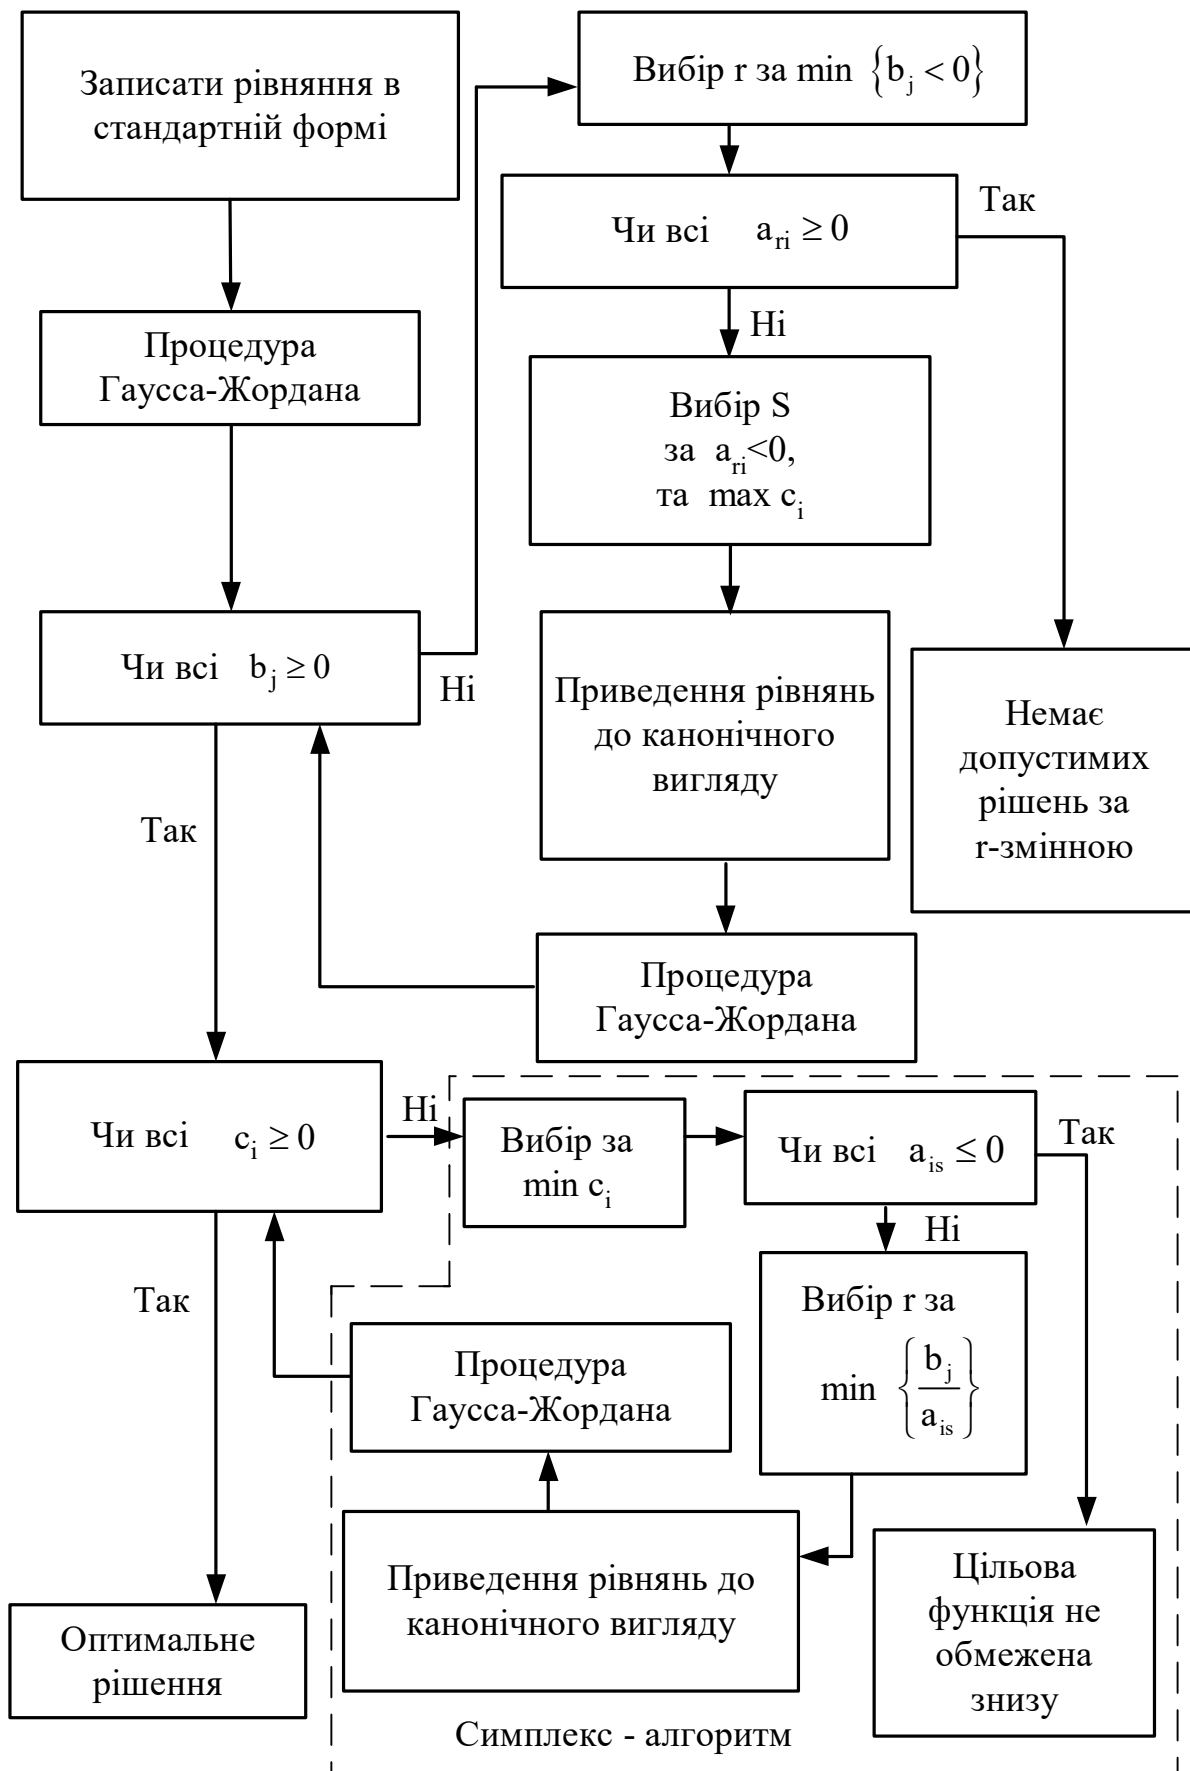 Записати рівняння в
стандартній формі
Вибір r за min {b_j < 0}
Чи всі a_ri ≥ 0
Так
Ні
Процедура
Гаусса-Жордана
Вибір S
за a_ri<0,
та max c_i
Чи всі b_j ≥ 0
Ні
Приведення рівнянь
до канонічного
вигляду
Немає
допустимих
рішень за
r-змінною
Так
Процедура
Гаусса-Жордана
Чи всі c_i ≥ 0
Ні
Вибір за
min c_i
Чи всі a_is ≤ 0
Так
Ні
Вибір r за
min {b_j / a_is}
Так
Процедура
Гаусса-Жордана
Приведення рівнянь до
канонічного вигляду
Цільова
функція не
обмежена
знизу
Оптимальне
рішення
Симплекс - алгоритм